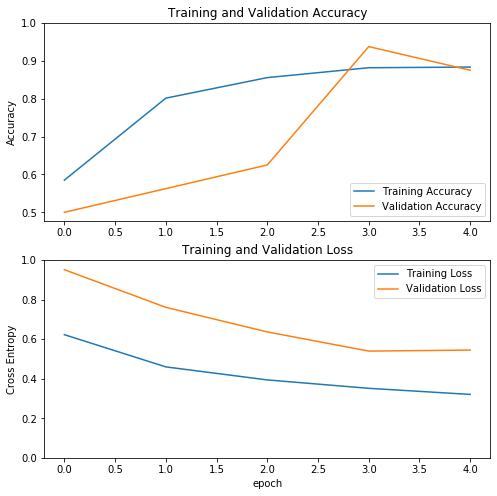 Training and Validation Accuracy
1.0
0.9
0.8
0.7
0.6
0.5
Accuracy
Training Accuracy
Validation Accuracy
0.0 0.5 1.0 1.5 2.0 2.5 3.0 3.5 4.0
Training and Validation Loss
1.0
0.8
0.6
0.4
0.2
0.0
Cross Entropy
Training Loss
Validation Loss
0.0 0.5 1.0 1.5 2.0 2.5 3.0 3.5 4.0
epoch